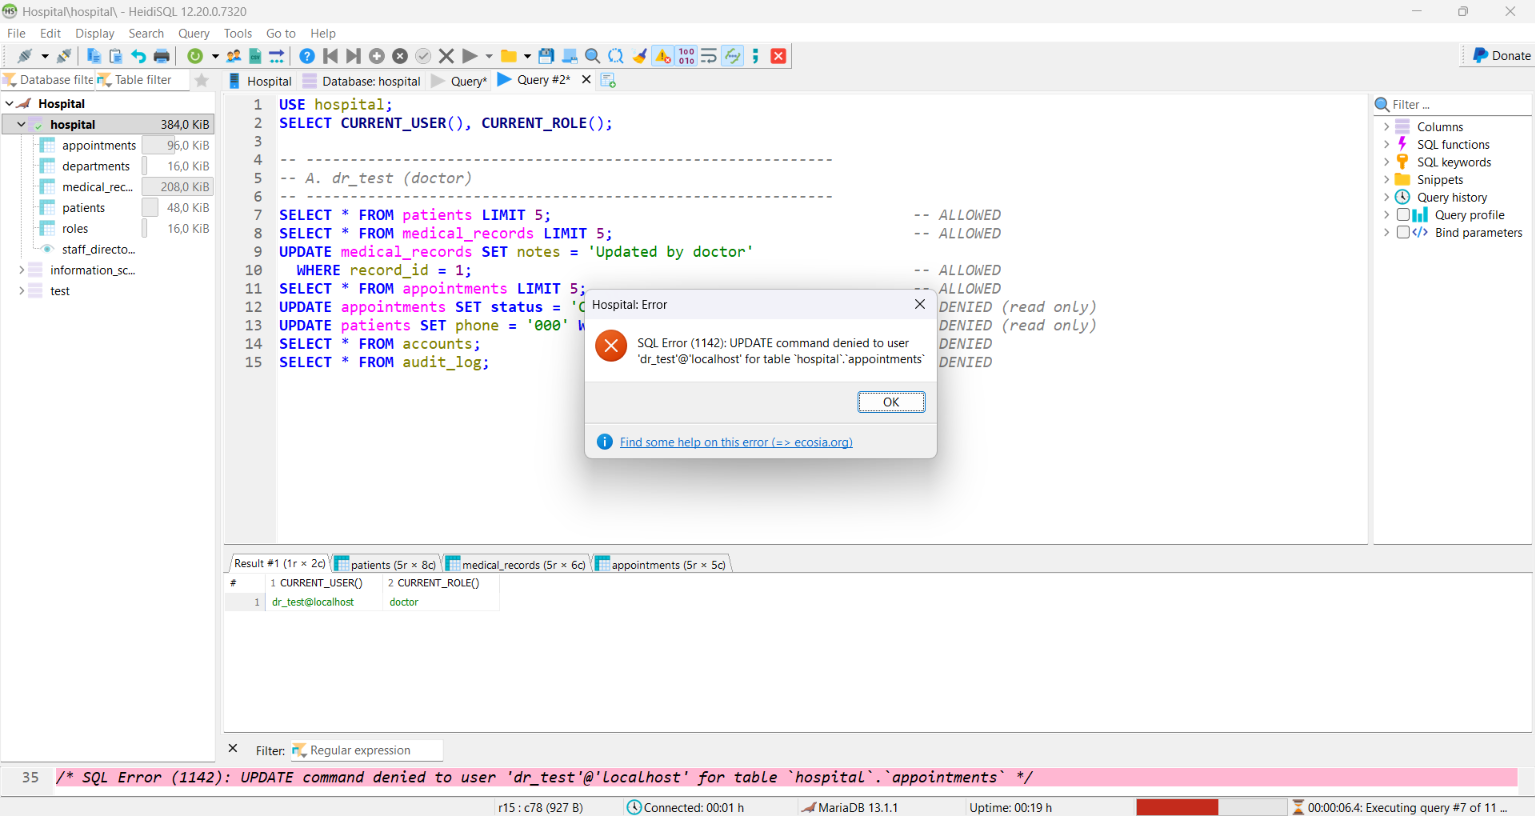 Hospital\hospital\ - HeidiSQL 12.20.0.7320
File Edit Display Search Query Tools Go to Help
Donate
Database filte Table filter
Hospital Database: hospital Query* Query #2*
Filter ...
Hospital
hospital 384,0 KiB
appointments 96,0 KiB
departments 16,0 KiB
medical_rec... 208,0 KiB
patients 48,0 KiB
roles 16,0 KiB
staff_directo...
information_sc...
test
1 USE hospital;
2 SELECT CURRENT_USER(), CURRENT_ROLE();
3
4 -- ------------------------------------------------------------
5 -- A. dr_test (doctor)
6 -- ------------------------------------------------------------
7 SELECT * FROM patients LIMIT 5; -- ALLOWED
8 SELECT * FROM medical_records LIMIT 5; -- ALLOWED
9 UPDATE medical_records SET notes = 'Updated by doctor'
10 WHERE record_id = 1; -- ALLOWED
11 SELECT * FROM appointments LIMIT 5; -- ALLOWED
12 UPDATE appointments SET status = 'C DENIED (read only)
13 UPDATE patients SET phone = '000' W DENIED (read only)
14 SELECT * FROM accounts; DENIED
15 SELECT * FROM audit_log; DENIED
Columns
SQL functions
SQL keywords
Snippets
Query history
Query profile
Bind parameters
Hospital: Error
SQL Error (1142): UPDATE command denied to user
'dr_test'@'localhost' for table `hospital`.`appointments`
OK
Find some help on this error (=> ecosia.org)
Result #1 (1r × 2c) patients (5r × 8c) medical_records (5r × 6c) appointments (5r × 5c)
# 1 CURRENT_USER() 2 CURRENT_ROLE()
1 dr_test@localhost doctor
Filter: Regular expression
35 /* SQL Error (1142): UPDATE command denied to user 'dr_test'@'localhost' for table `hospital`.`appointments` */
r15 : c78 (927 B) Connected: 00:01 h MariaDB 13.1.1 Uptime: 00:19 h 00:00:06.4: Executing query #7 of 11 ...